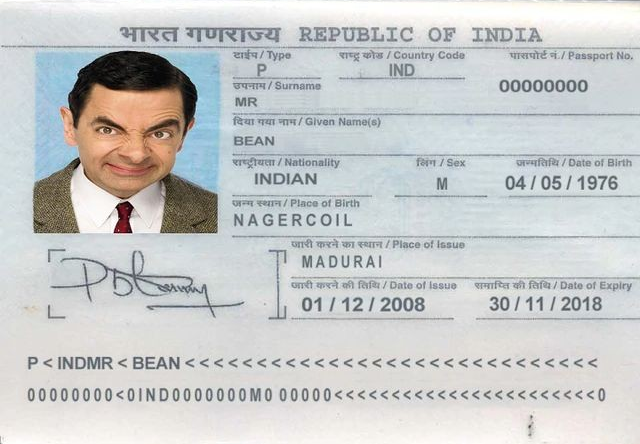 भारत गणराज्य REPUBLIC OF INDIA
टाईप / Type राष्ट्र कोड / Country Code पासपोर्ट नं. / Passport No.
P IND 00000000
उपनाम / Surname
MR
दिया गया नाम / Given Name(s)
BEAN
राष्ट्रीयता / Nationality लिंग / Sex जन्मतिथि / Date of Birth
INDIAN M 04 / 05 / 1976
जन्म स्थान / Place of Birth
NAGERCOIL
जारी करने का स्थान / Place of Issue
MADURAI
जारी करने की तिथि / Date of Issue समाप्ति की तिथि / Date of Expiry
01 / 12 / 2008 30 / 11 / 2018
P < INDMR < BEAN < < < < < < < < < < < < < < < < < < < < < < < < < < < < <
00000000<0IND0000000M0 00000<<<<<<<<<<<<<<<<<<<<<<<0